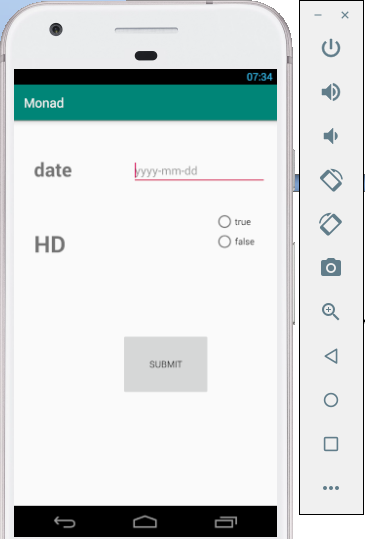 07:34
Monad
date
yyyy-mm-dd
true
HD
false
SUBMIT